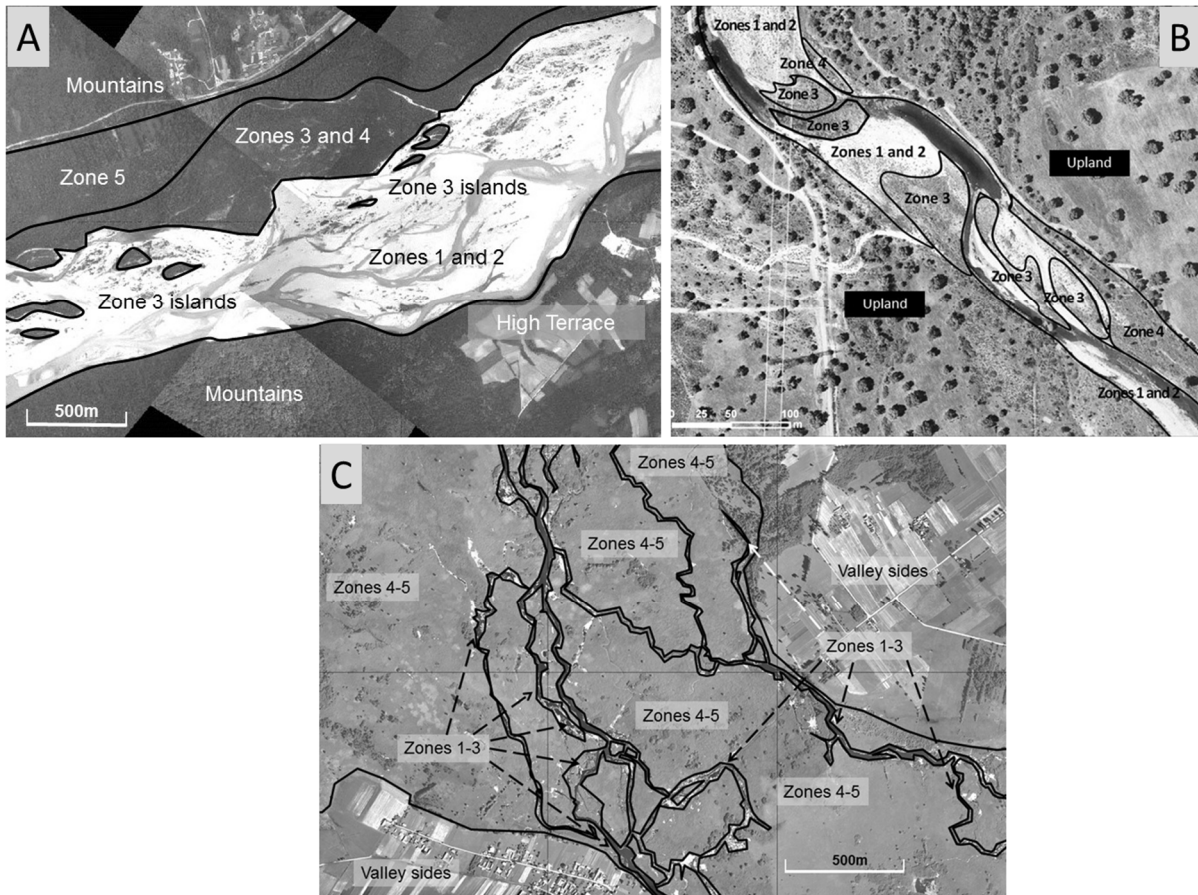 A
Mountains
Zones 3 and 4
Zone 5
Zone 3 islands
Zones 1 and 2
Zone 3 islands
High Terrace
Mountains
500m
B
Zones 1 and 2
Zone 4
Zone 3
Zone 3
Zones 1 and 2
Upland
Zone 3
Upland
Zone 3
Zone 3
Zone 4
Zones 1 and 2
0 25 50 100
m
C
Zones 4-5
Zones 4-5
Zones 4-5
Valley sides
Zones 1-3
Zones 4-5
Zones 1-3
Zones 4-5
Valley sides
500m